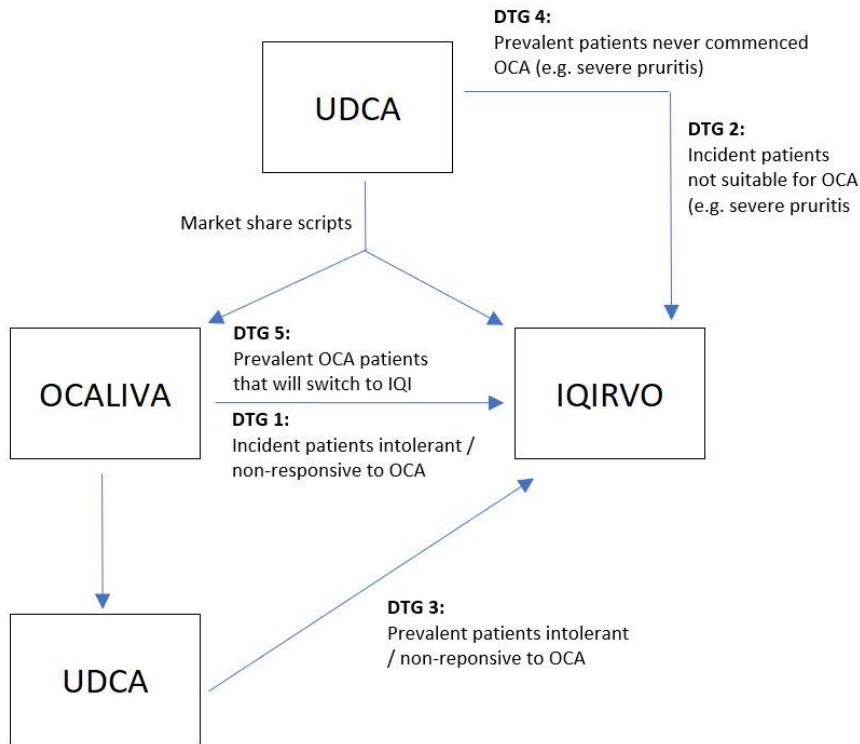 DTG 4:
Prevalent patients never commenced
OCA (e.g. severe pruritis)
UDCA
DTG 2:
Incident patients
not suitable for OCA
(e.g. severe pruritis
Market share scripts
DTG 5:
Prevalent OCA patients
that will switch to IQI
OCALIVA
IQIRVO
DTG 1:
Incident patients intolerant /
non-responsive to OCA
DTG 3:
Prevalent patients intolerant
/ non-reponsive to OCA
UDCA